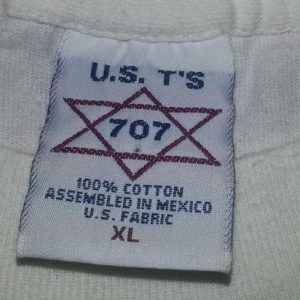 U.S. T'S
707
100% COTTON
ASSEMBLED IN MEXICO
U.S. FABRIC
XL